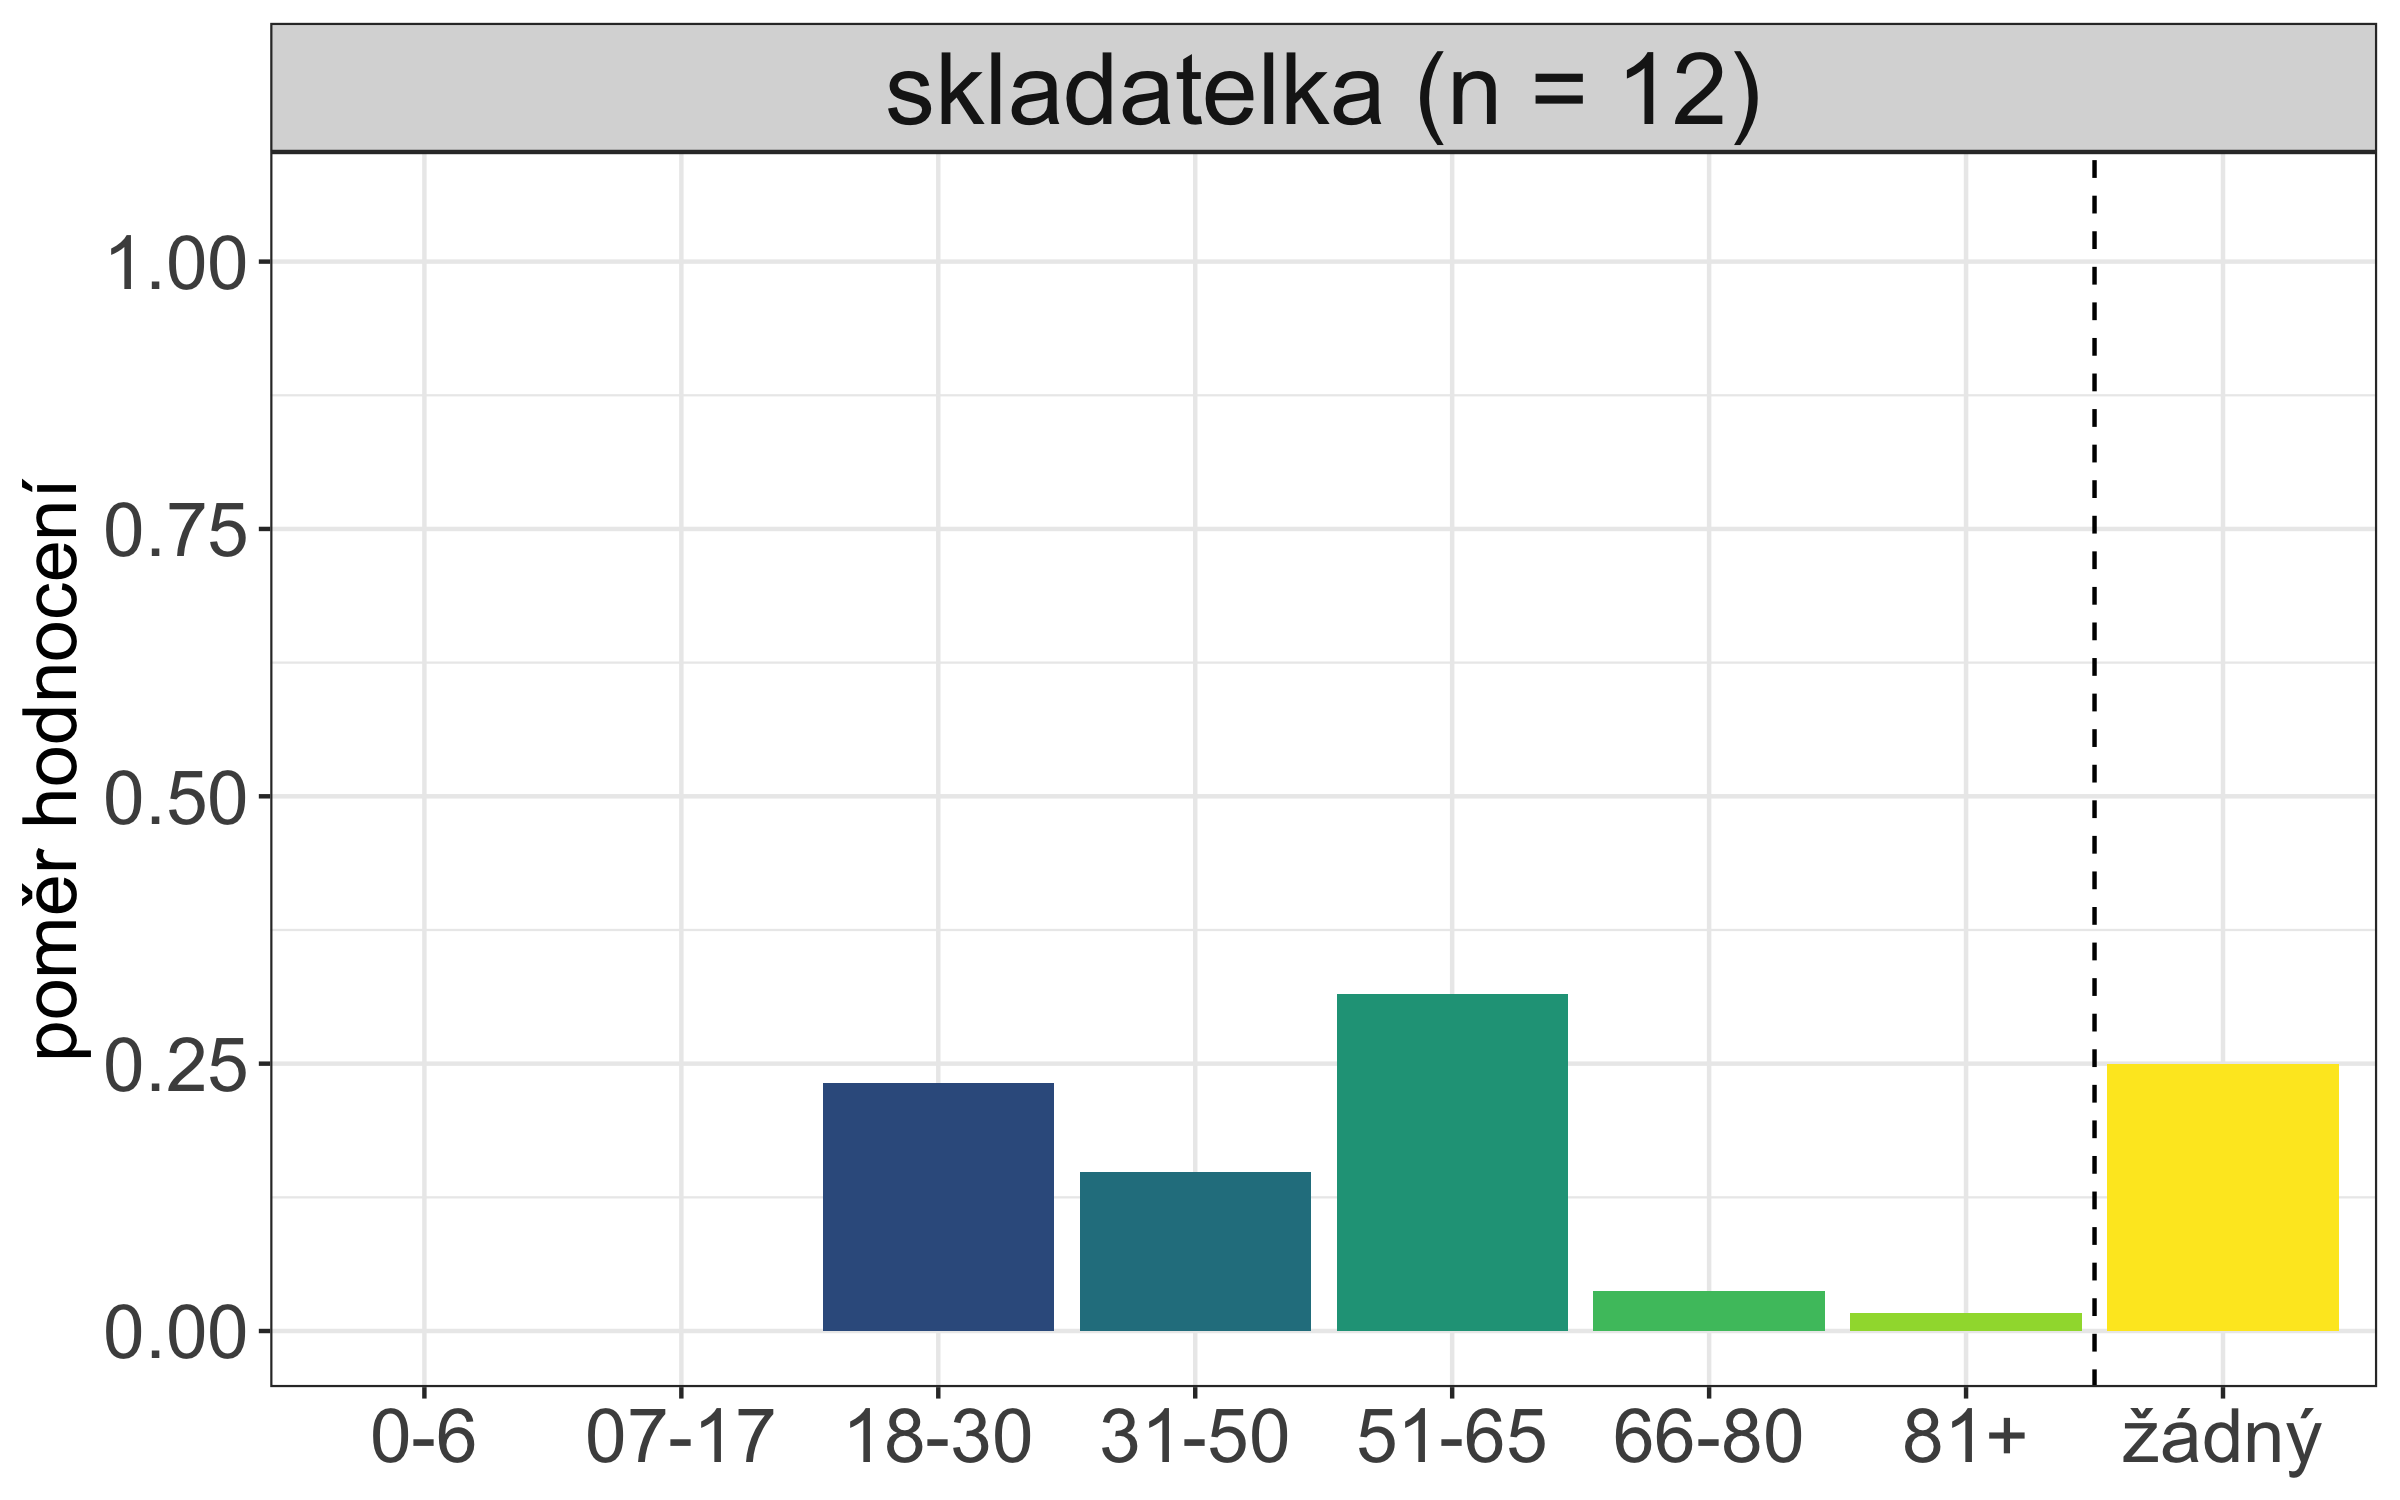 skladatelka (n = 12)
poměr hodnocení
1.00
0.75
0.50
0.25
0.00
0-6 07-17 18-30 31-50 51-65 66-80 81+ žádný